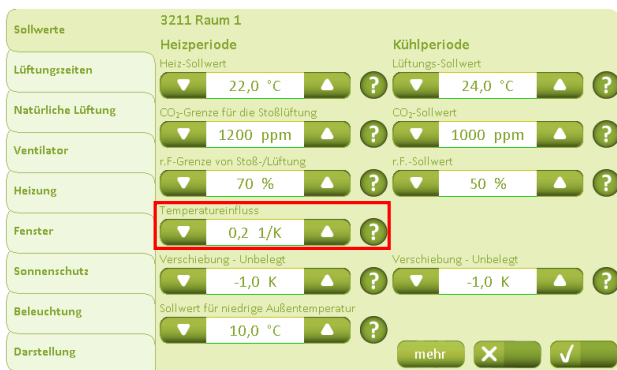 Sollwerte
Lüftungszeiten
Natürliche Lüftung
Ventilator
Heizung
Fenster
Sonnenschutz
Beleuchtung
Darstellung
3211 Raum 1
Heizperiode
Heiz-Sollwert
22,0 °C
?
CO₂-Grenze für die Stoßlüftung
1200 ppm
?
r.F-Grenze von Stoß-/Lüftung
70 %
?
Temperatureinfluss
0,2 1/K
?
Verschiebung - Unbelegt
-1,0 K
?
Sollwert für niedrige Außentemperatur
10,0 °C
?
Kühlperiode
Lüftungs-Sollwert
24,0 °C
?
CO₂-Sollwert
1000 ppm
?
r.F.-Sollwert
50 %
?
Verschiebung - Unbelegt
-1,0 K
?
mehr